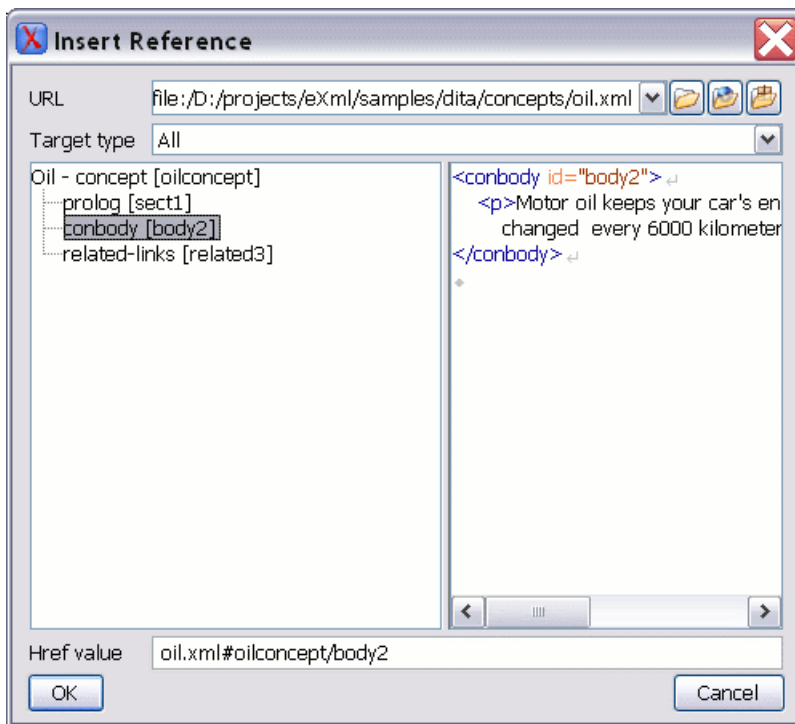 Insert Reference
URL file:/D:/projects/eXml/samples/dita/concepts/oil.xml
Target type All
Oil - concept [oilconcept]
prolog [sect1]
conbody [body2]
related-links [related3]
<conbody id="body2">
<p>Motor oil keeps your car's en
changed every 6000 kilometer
</conbody>
Href value oil.xml#oilconcept/body2
OK Cancel